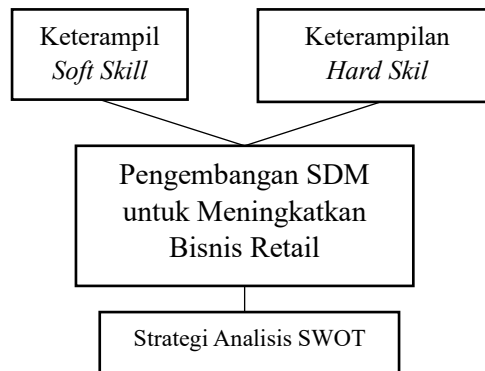 Keterampil
Soft Skill
Keterampilan
Hard Skil
Pengembangan SDM
untuk Meningkatkan
Bisnis Retail
Strategi Analisis SWOT